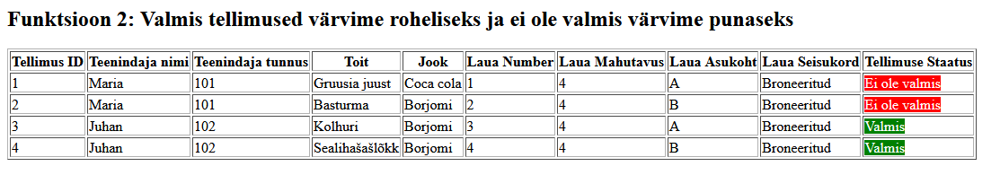 Funktsioon 2: Valmis tellimused värvime roheliseks ja ei ole valmis värvime punaseks
Tellimus ID Teenindaja nimi Teenindaja tunnus Toit Jook Laua Number Laua Mahutavus Laua Asukoht Laua Seisukord Tellimuse Staatus
1 Maria 101 Gruusia juust Coca cola 1 4 A Broneeritud Ei ole valmis
2 Maria 101 Basturma Borjomi 2 4 B Broneeritud Ei ole valmis
3 Juhan 102 Kolhuri Borjomi 3 4 A Broneeritud Valmis
4 Juhan 102 Sealihašašlõkk Borjomi 4 4 B Broneeritud Valmis